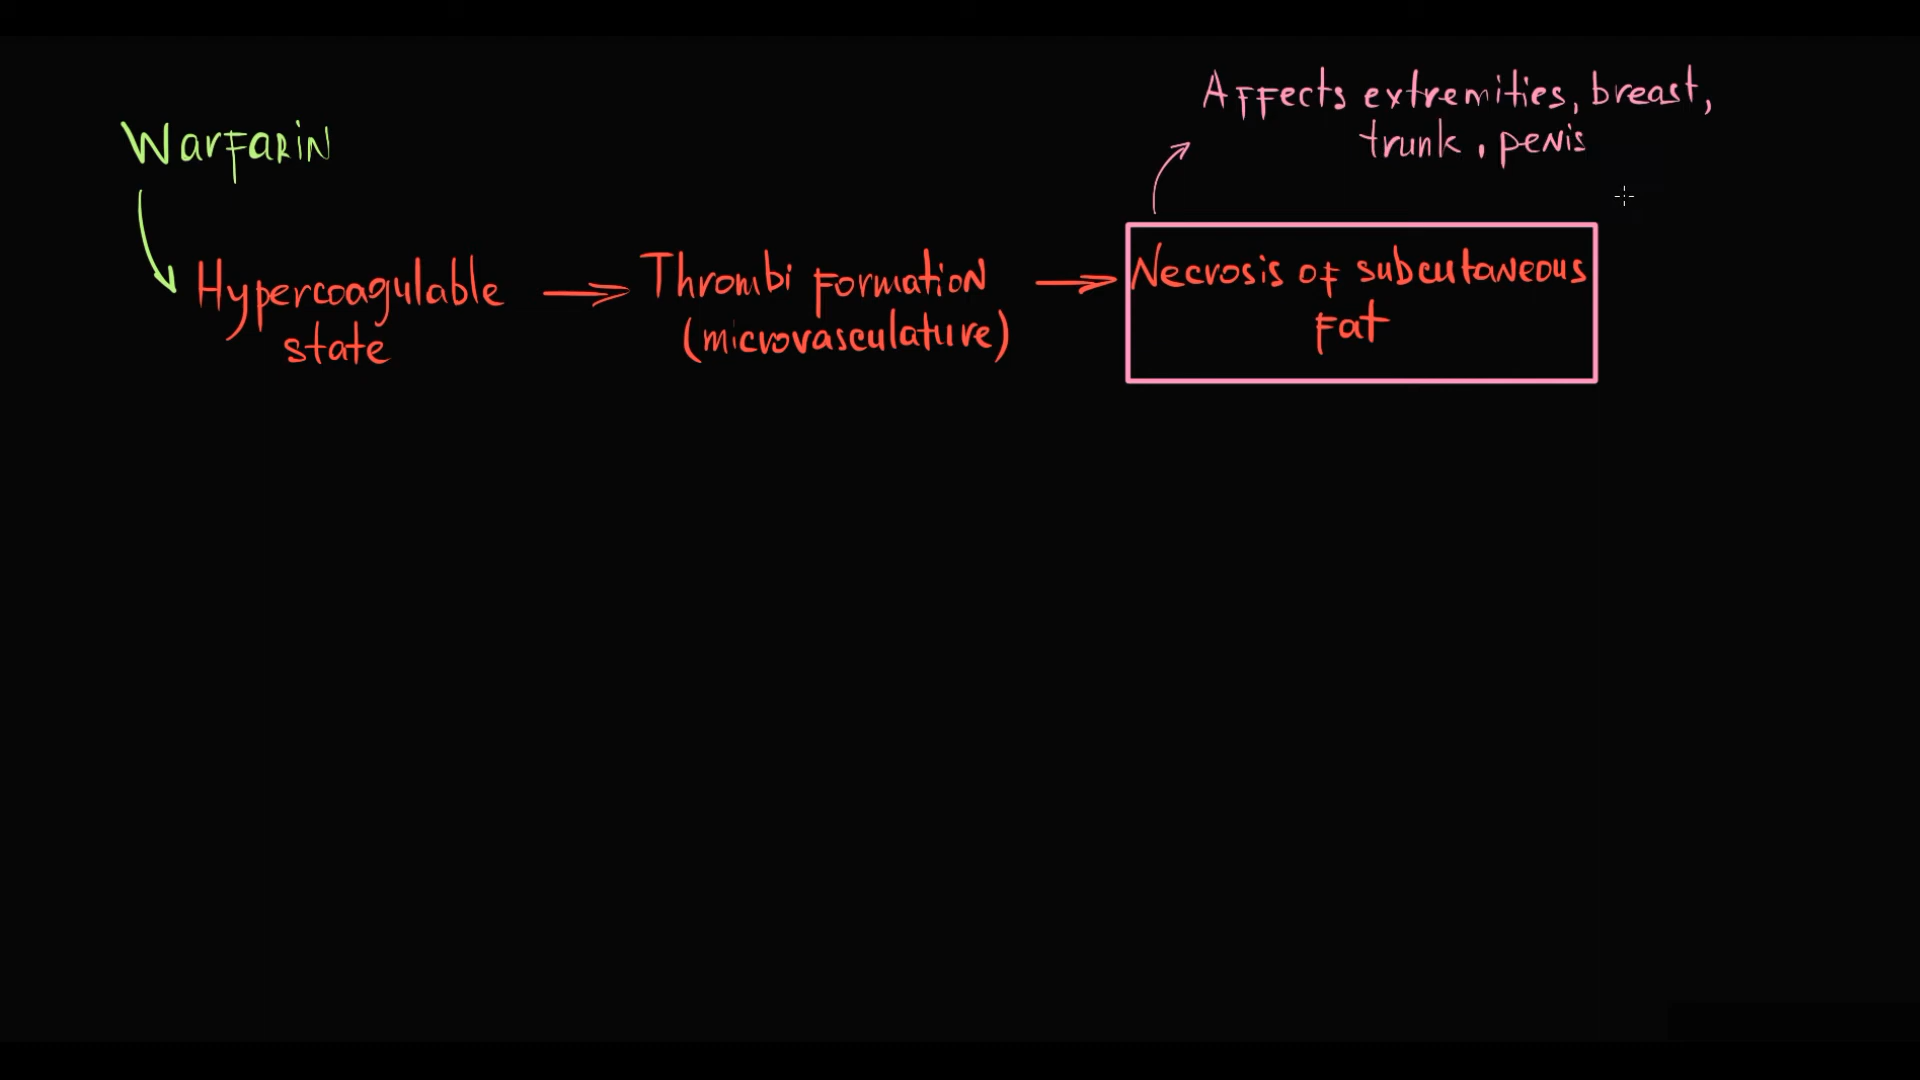 Affects extremities, breast,
trunk, penis
Warfarin
Hypercoagulable
state
Thrombi formation
(microvasculature)
Necrosis of subcutaneous
fat